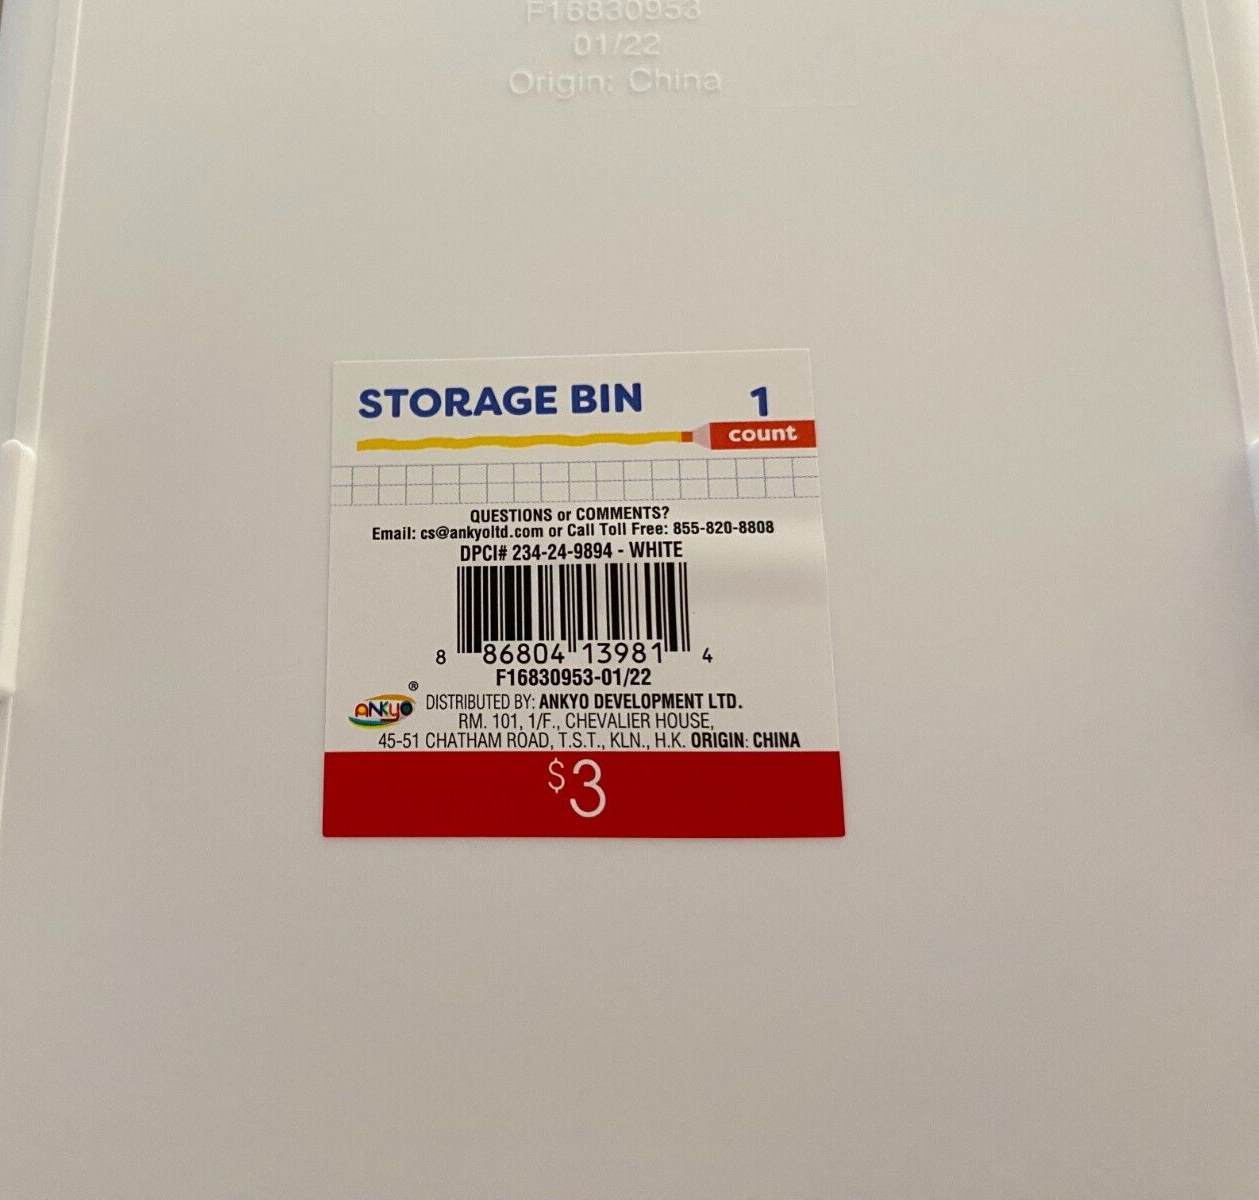 F16830953
01/22
Origin: China
STORAGE BIN
1
count
QUESTIONS or COMMENTS?
Email: cs@ankyoltd.com or Call Toll Free: 855-820-8808
DPCI# 234-24-9894 - WHITE
8 86804 13981 4
F16830953-01/22
ANKYO ®
DISTRIBUTED BY: ANKYO DEVELOPMENT LTD.
RM. 101, 1/F., CHEVALIER HOUSE,
45-51 CHATHAM ROAD, T.S.T., KLN., H.K. ORIGIN: CHINA
$3